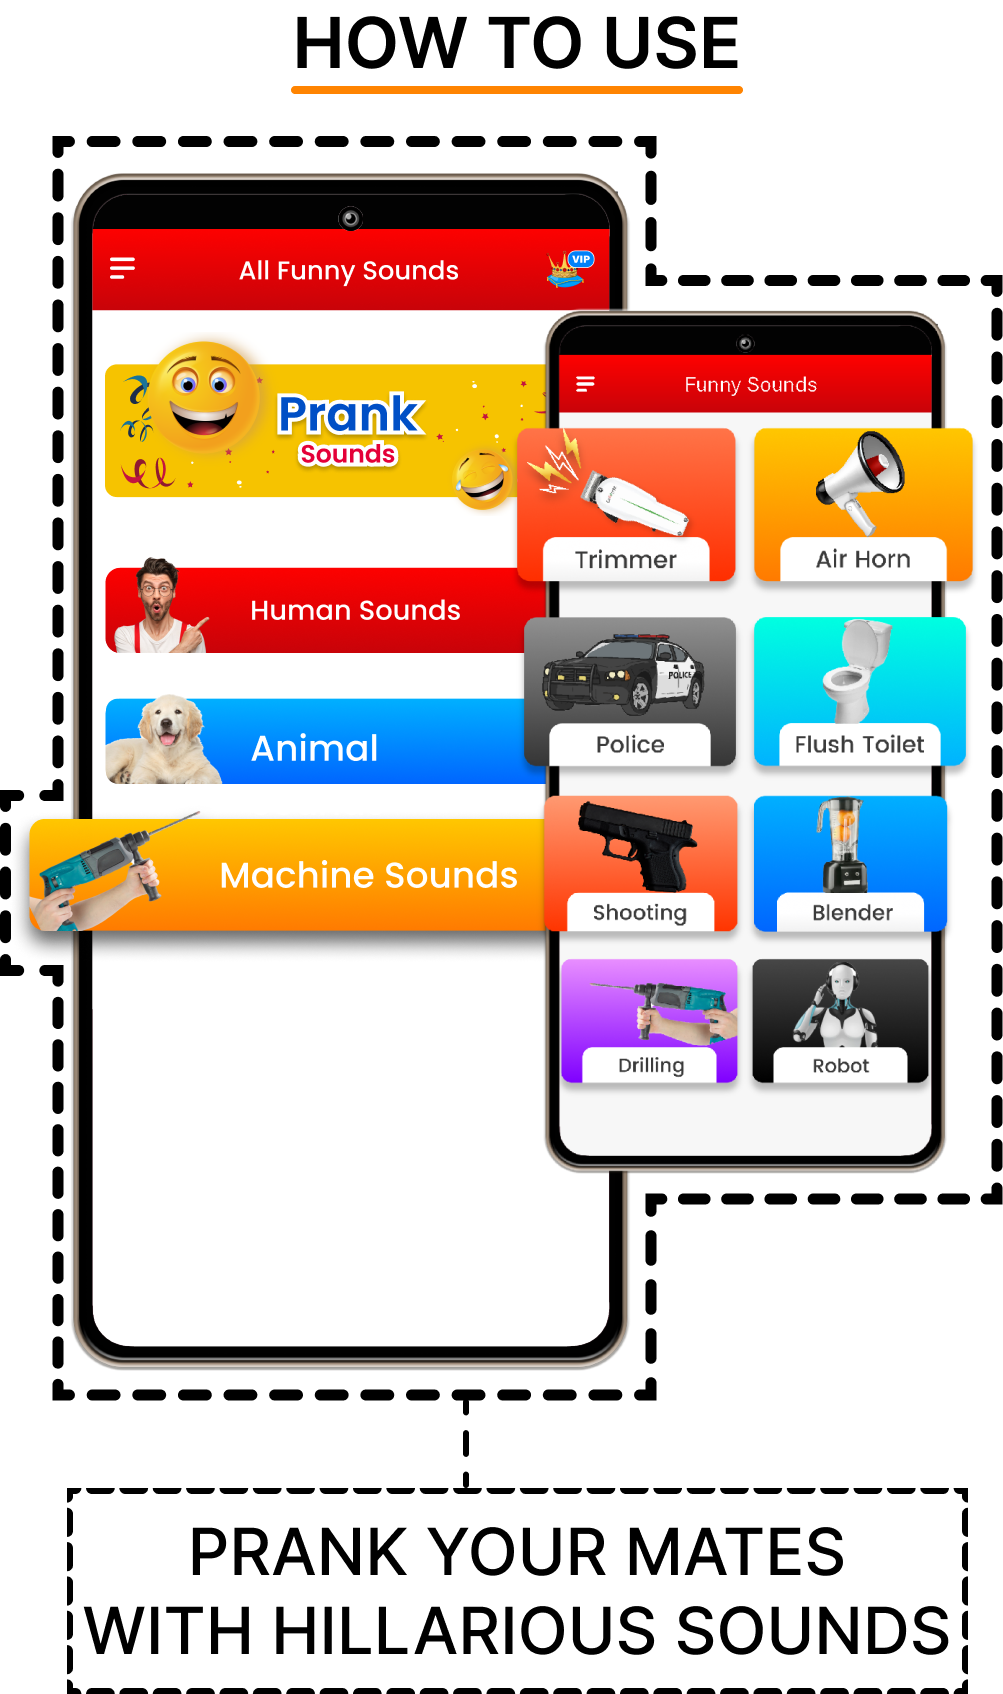 HOW TO USE
All Funny Sounds
VIP
Prank
Sounds
Human Sounds
Animal
Machine Sounds
Funny Sounds
Trimmer
Air Horn
POLICE
Police
Flush Toilet
Shooting
Blender
Drilling
Robot
PRANK YOUR MATES
WITH HILLARIOUS SOUNDS